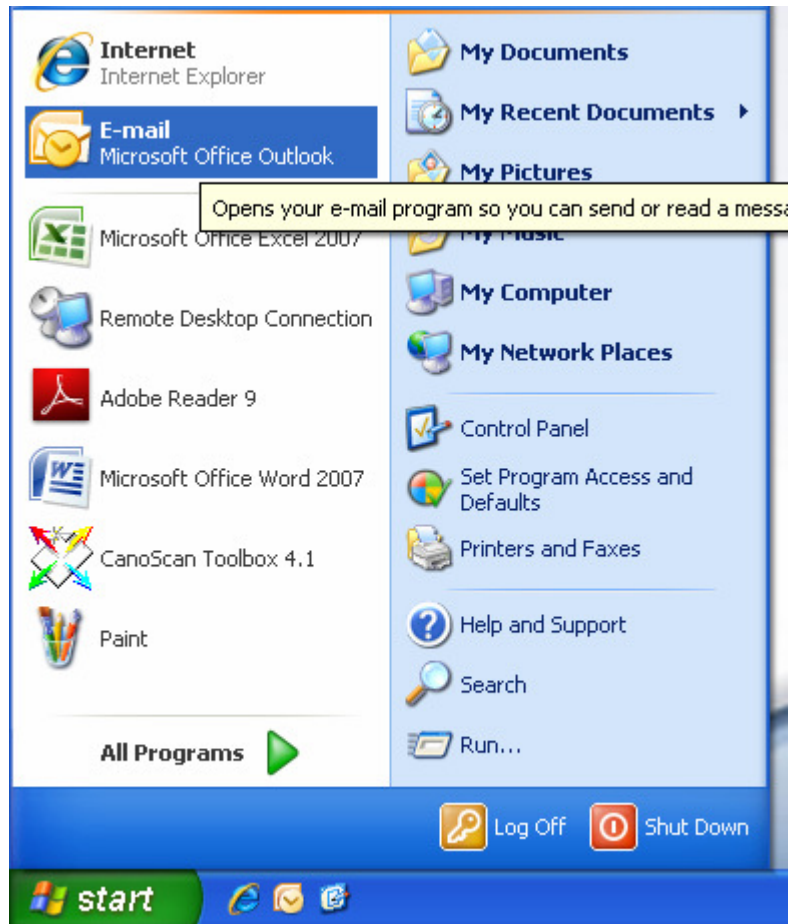 Internet
Internet Explorer
E-mail
Microsoft Office Outlook
Opens your e-mail program so you can send or read a messa
Microsoft Office Excel 2007
Remote Desktop Connection
Adobe Reader 9
Microsoft Office Word 2007
CanoScan Toolbox 4.1
Paint
All Programs
My Documents
My Recent Documents
My Pictures
My Music
My Computer
My Network Places
Control Panel
Set Program Access and
Defaults
Printers and Faxes
Help and Support
Search
Run...
Log Off
Shut Down
start